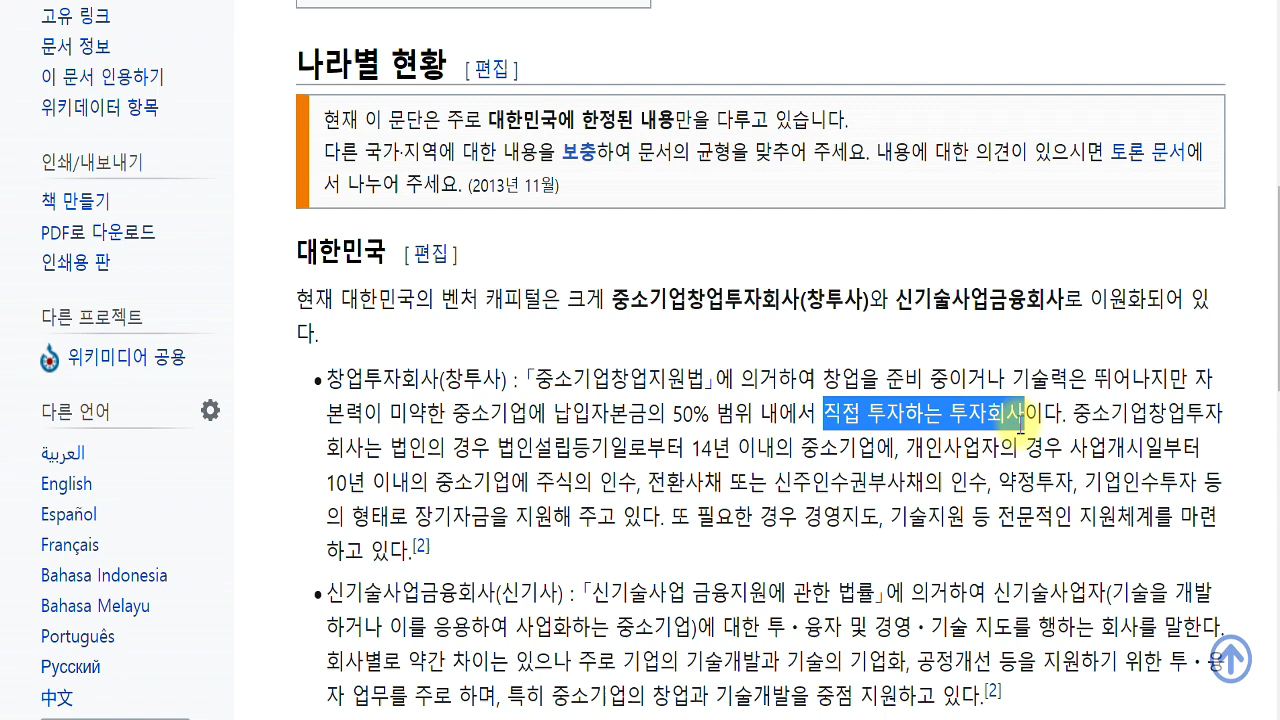 고유 링크
문서 정보
이 문서 인용하기
위키데이터 항목
인쇄/내보내기
책 만들기
PDF로 다운로드
인쇄용 판
다른 프로젝트
위키미디어 공용
다른 언어
العربية
English
Español
Français
Bahasa Indonesia
Bahasa Melayu
Português
Русский
中文
나라별 현황 [ 편집 ]
현재 이 문단은 주로 대한민국에 한정된 내용만을 다루고 있습니다.
다른 국가·지역에 대한 내용을 보충하여 문서의 균형을 맞추어 주세요. 내용에 대한 의견이 있으시면 토론 문서에
서 나누어 주세요. (2013년 11월)
대한민국 [ 편집 ]
현재 대한민국의 벤처 캐피털은 크게 중소기업창업투자회사(창투사)와 신기술사업금융회사로 이원화되어 있
다.
• 창업투자회사(창투사) : 「중소기업창업지원법」에 의거하여 창업을 준비 중이거나 기술력은 뛰어나지만 자
본력이 미약한 중소기업에 납입자본금의 50% 범위 내에서 직접 투자하는 투자회사이다. 중소기업창업투자
회사는 법인의 경우 법인설립등기일로부터 14년 이내의 중소기업에, 개인사업자의 경우 사업개시일부터
10년 이내의 중소기업에 주식의 인수, 전환사채 또는 신주인수권부사채의 인수, 약정투자, 기업인수투자 등
의 형태로 장기자금을 지원해 주고 있다. 또 필요한 경우 경영지도, 기술지원 등 전문적인 지원체계를 마련
하고 있다.[2]
• 신기술사업금융회사(신기사) : 「신기술사업 금융지원에 관한 법률」에 의거하여 신기술사업자(기술을 개발
하거나 이를 응용하여 사업화하는 중소기업)에 대한 투・융자 및 경영・기술 지도를 행하는 회사를 말한다.
회사별로 약간 차이는 있으나 주로 기업의 기술개발과 기술의 기업화, 공정개선 등을 지원하기 위한 투・융
자 업무를 주로 하며, 특히 중소기업의 창업과 기술개발을 중점 지원하고 있다.[2]